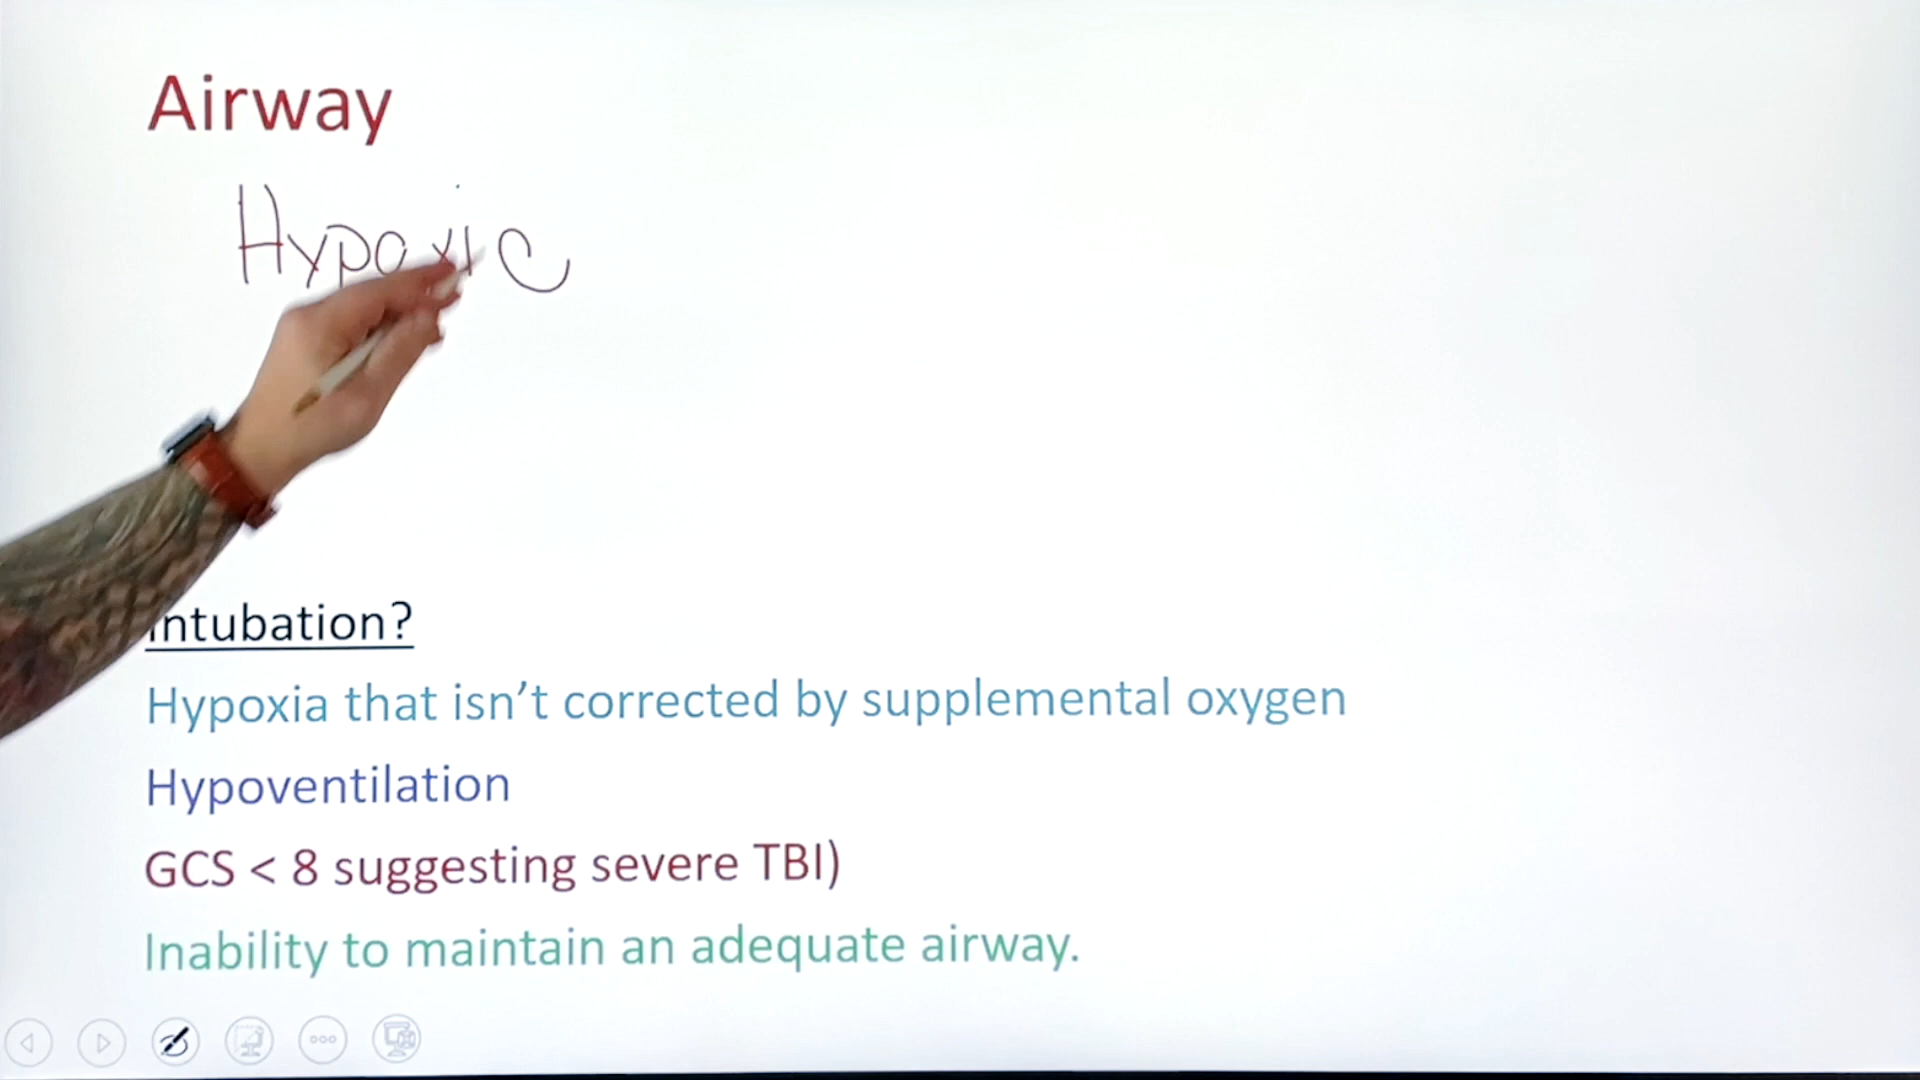 Airway
Hypoxic
Intubation?
Hypoxia that isn’t corrected by supplemental oxygen
Hypoventilation
GCS < 8 suggesting severe TBI)
Inability to maintain an adequate airway.